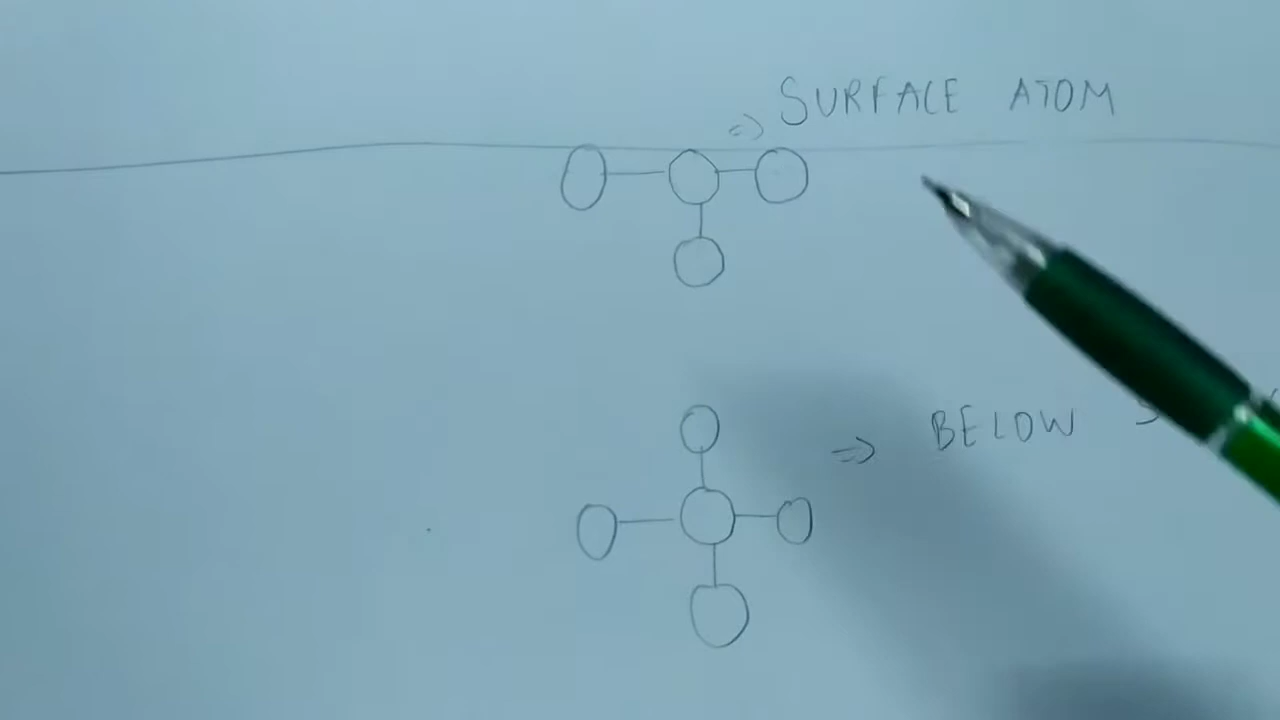 ⇒ SURFACE ATOM
⇒ BELOW